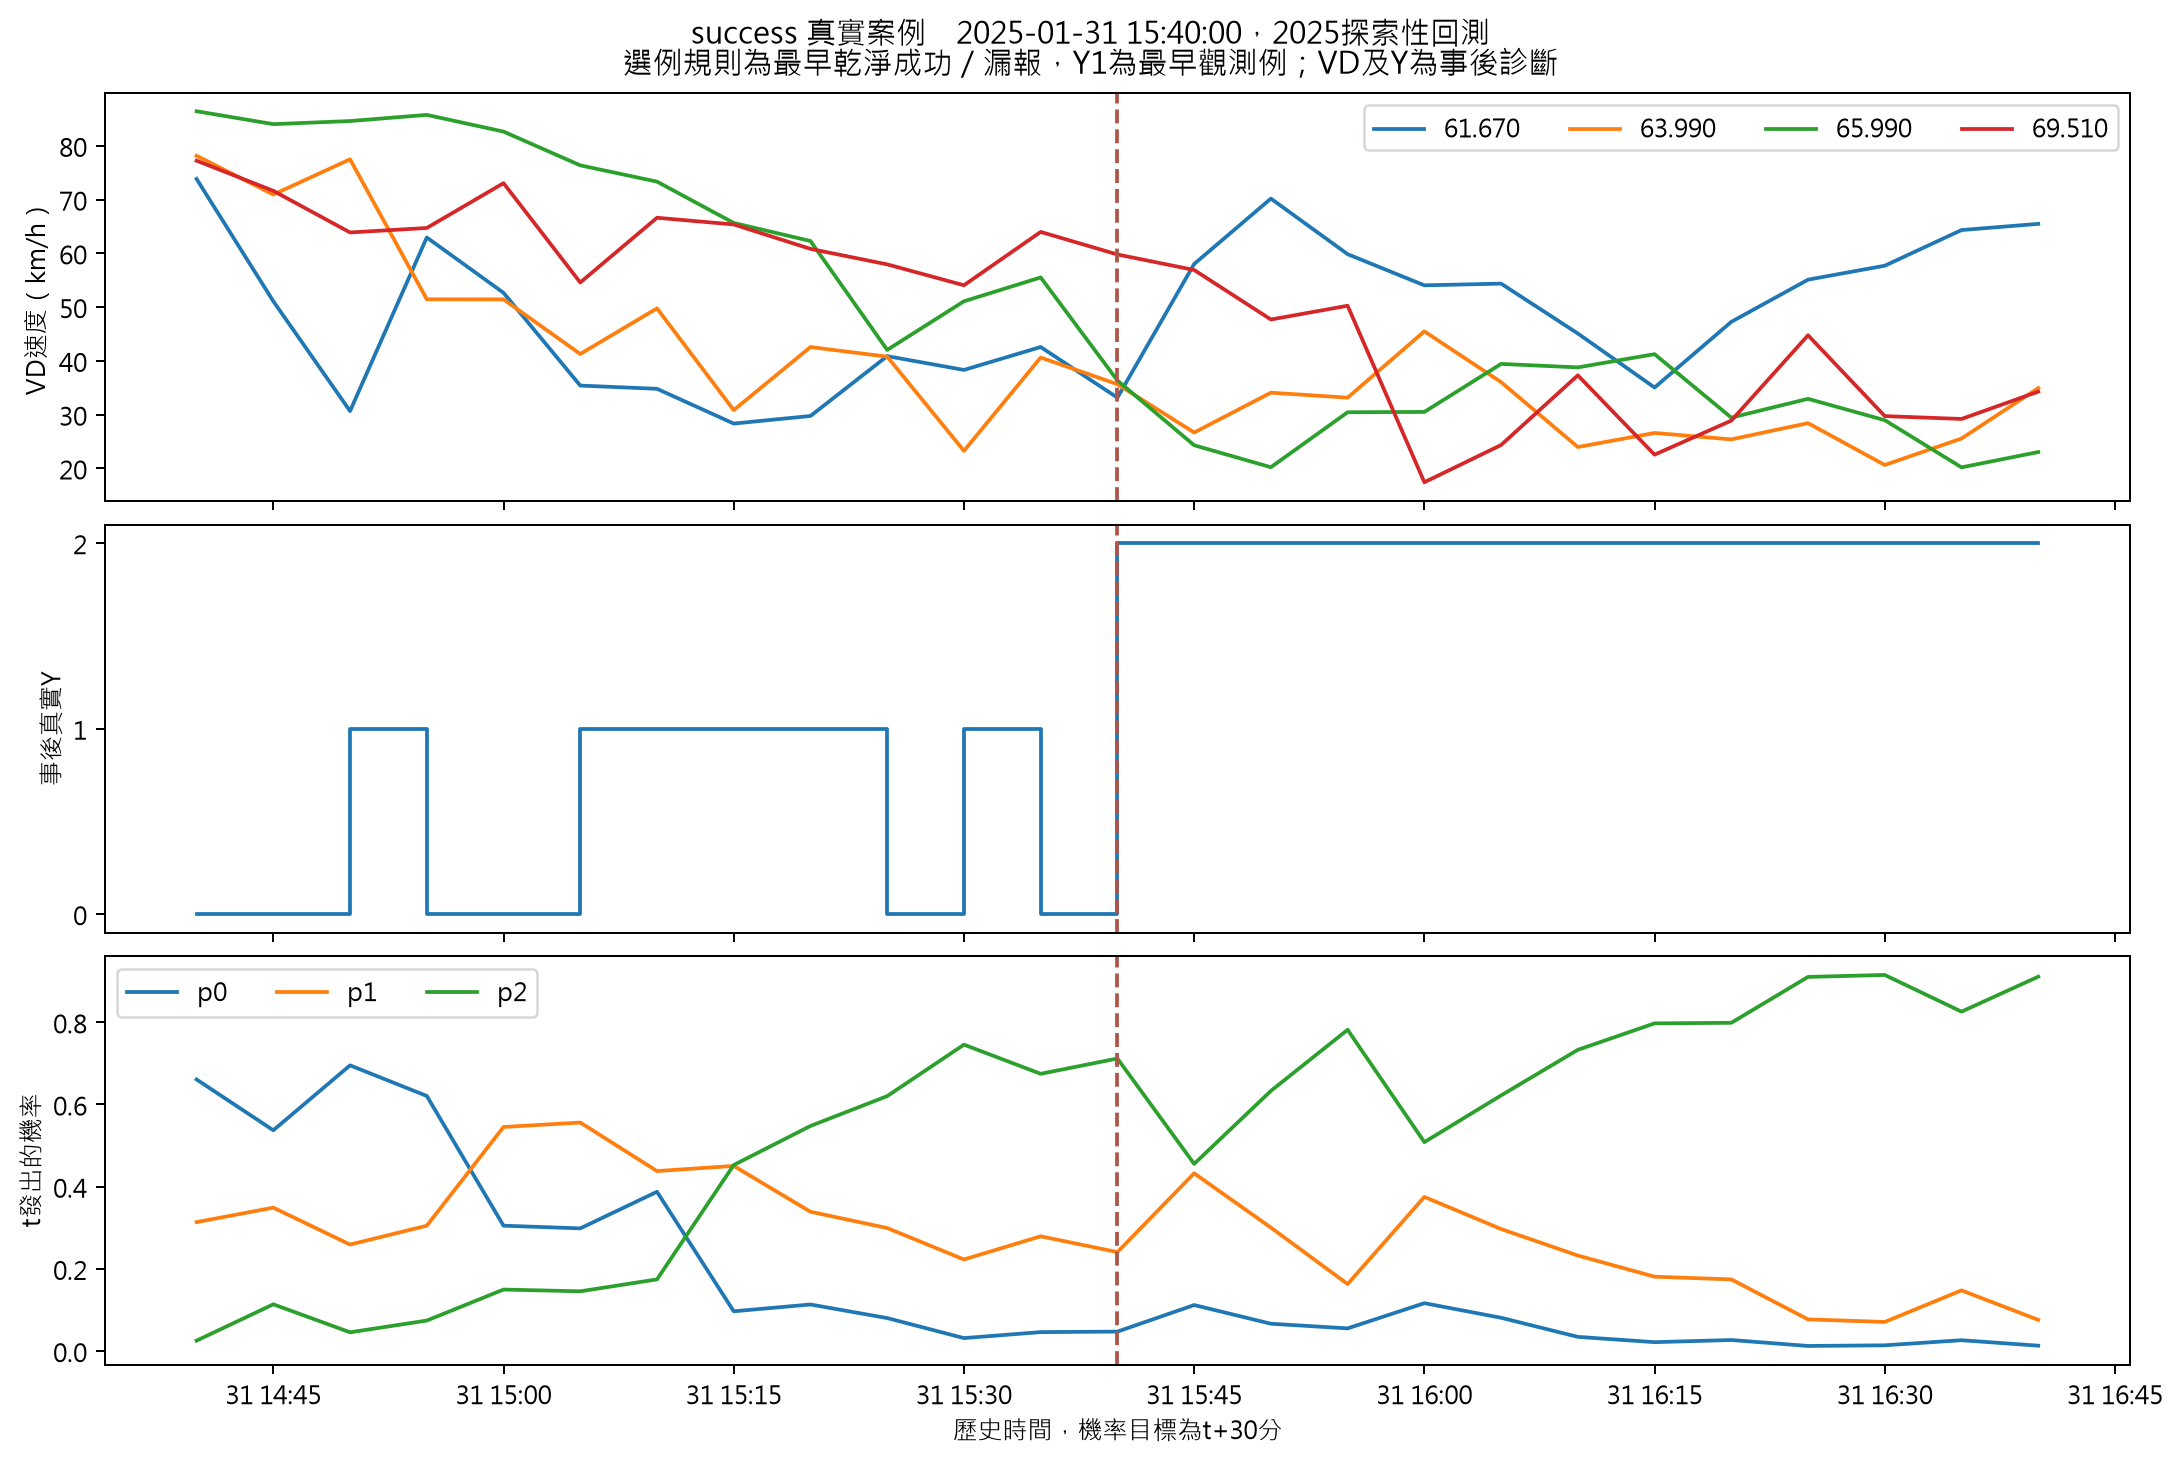 success 真實案例　2025-01-31 15:40:00，2025探索性回測
選例規則為最早乾淨成功 / 漏報，Y1為最早觀測例；VD及Y為事後診斷
61.670 63.990 65.990 69.510
VD速度（km/h）
80
70
60
50
40
30
20
事後真實Y
2
1
0
p0 p1 p2
t發出的機率
0.8
0.6
0.4
0.2
0.0
31 14:45 31 15:00 31 15:15 31 15:30 31 15:45 31 16:00 31 16:15 31 16:30 31 16:45
歷史時間，機率目標為t+30分